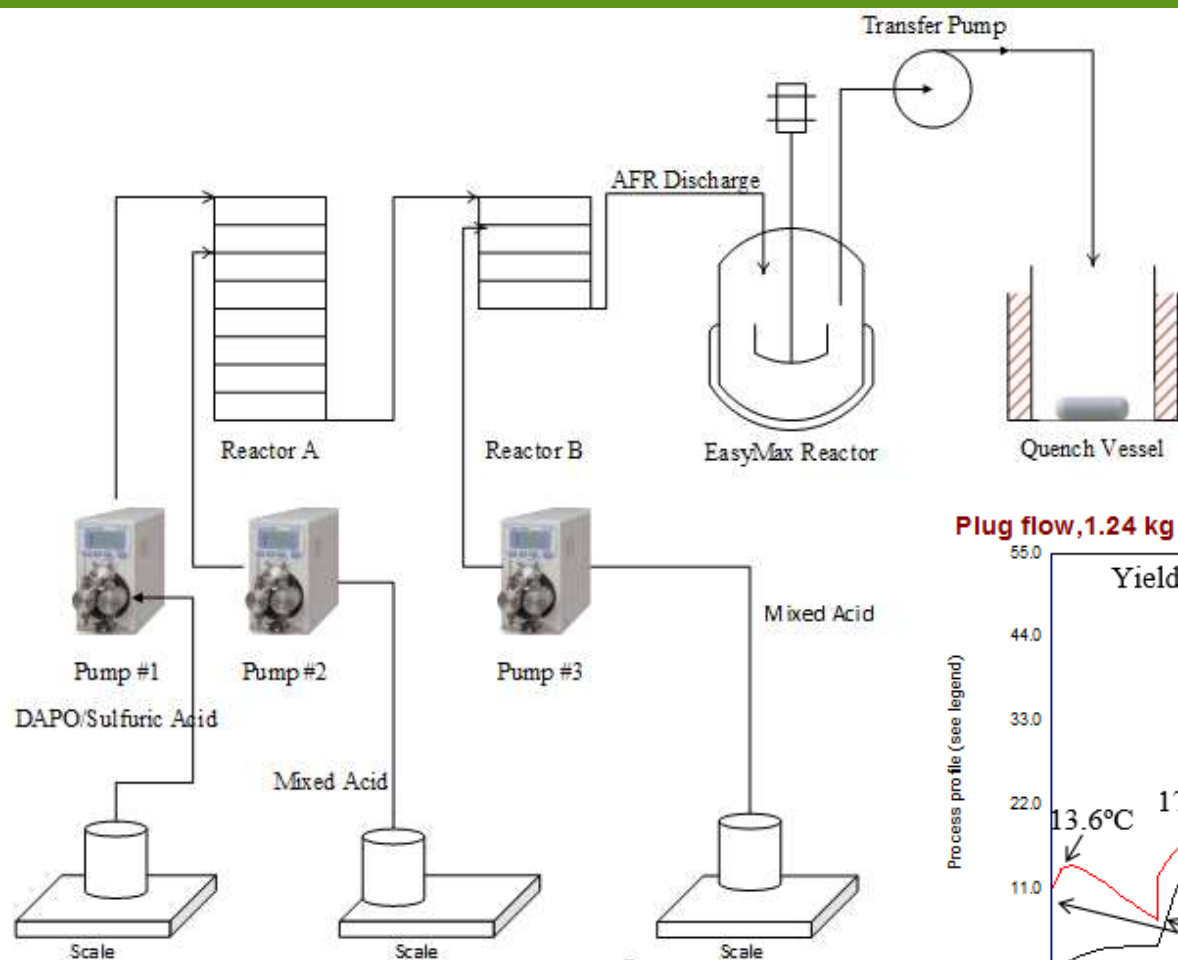 Transfer Pump
AFR Discharge
Reactor A
Reactor B
EasyMax Reactor
Quench Vessel
Pump #1
Pump #2
Pump #3
Mixed Acid
DAPO/Sulfuric Acid
Mixed Acid
Scale
Scale
Scale
Plug flow,1.24 kg
55.0
Yield
44.0
33.0
22.0
11.0
Process profile (see legend)
13.6ºC